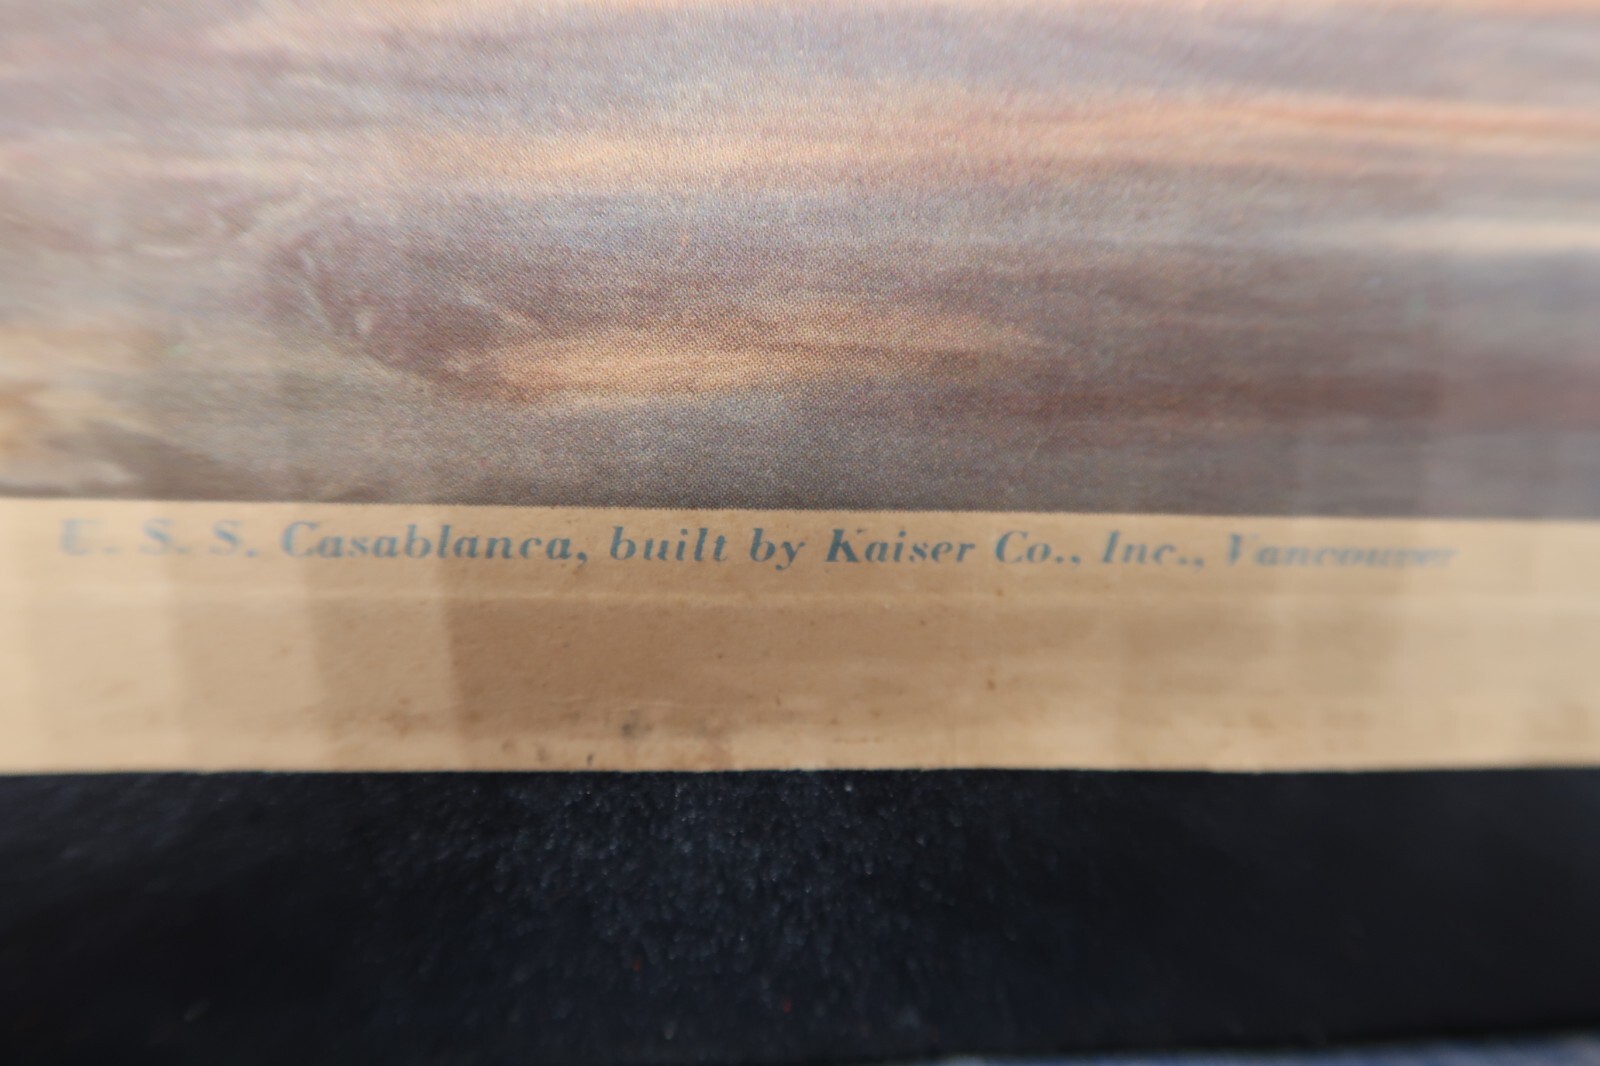 U. S. S. Casablanca, built by Kaiser Co., Inc., Vancouver